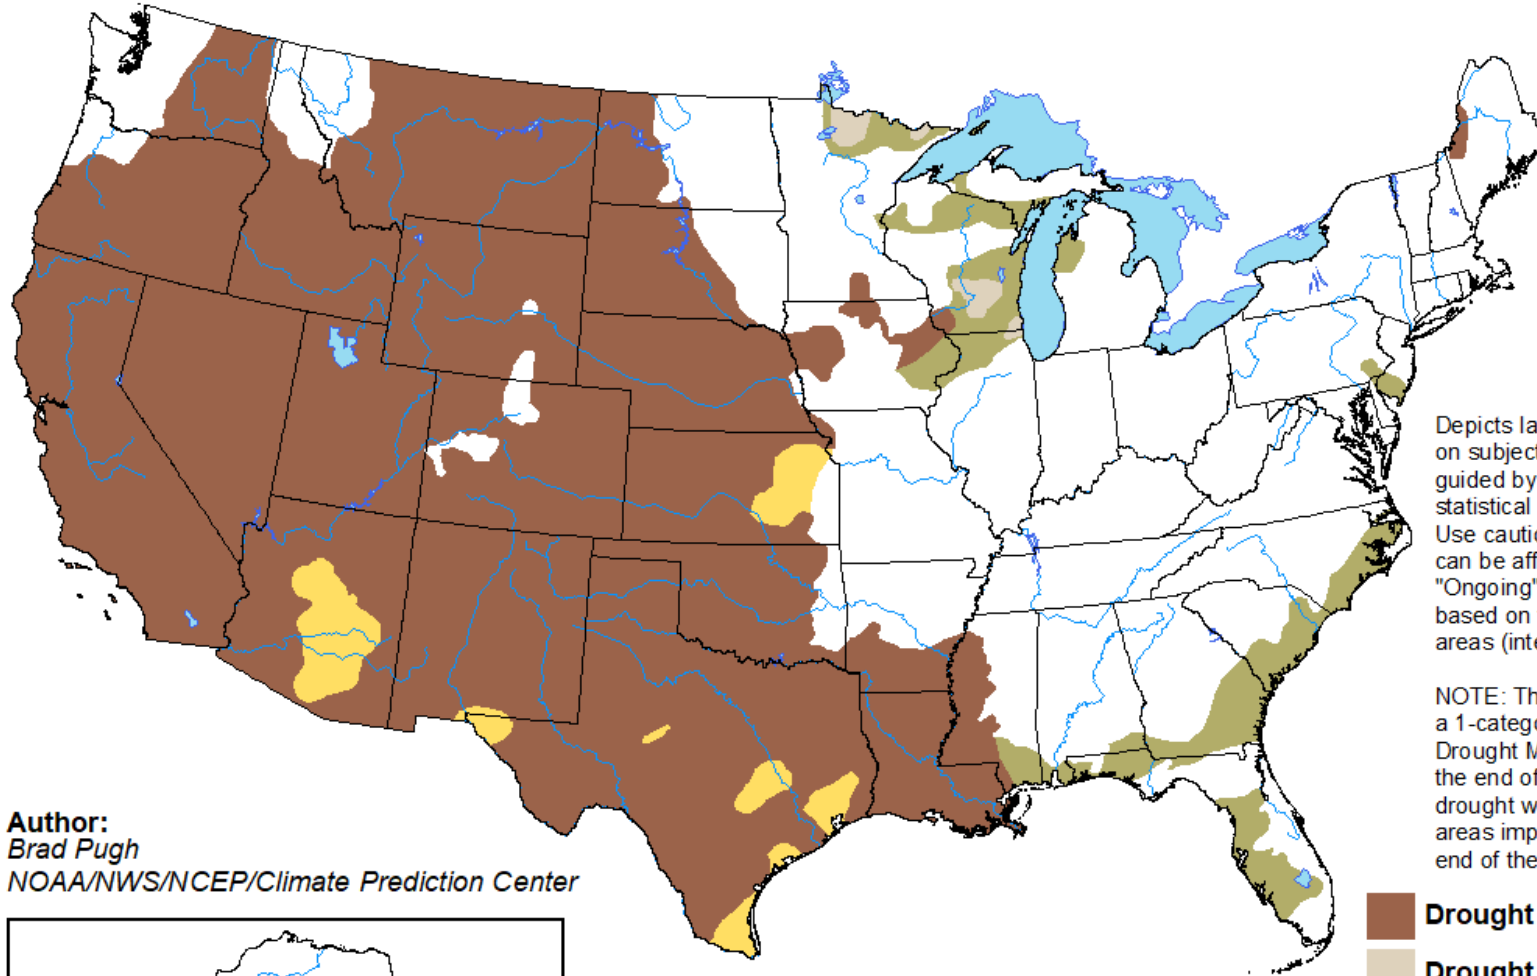 Depicts la
on subject
guided by
statistical
Use cautio
can be aff
"Ongoing"
based on
areas (inte
NOTE: Th
a 1-catego
Drought M
the end of
drought w
areas imp
end of the
Author:
Brad Pugh
NOAA/NWS/NCEP/Climate Prediction Center
Drought
Drought